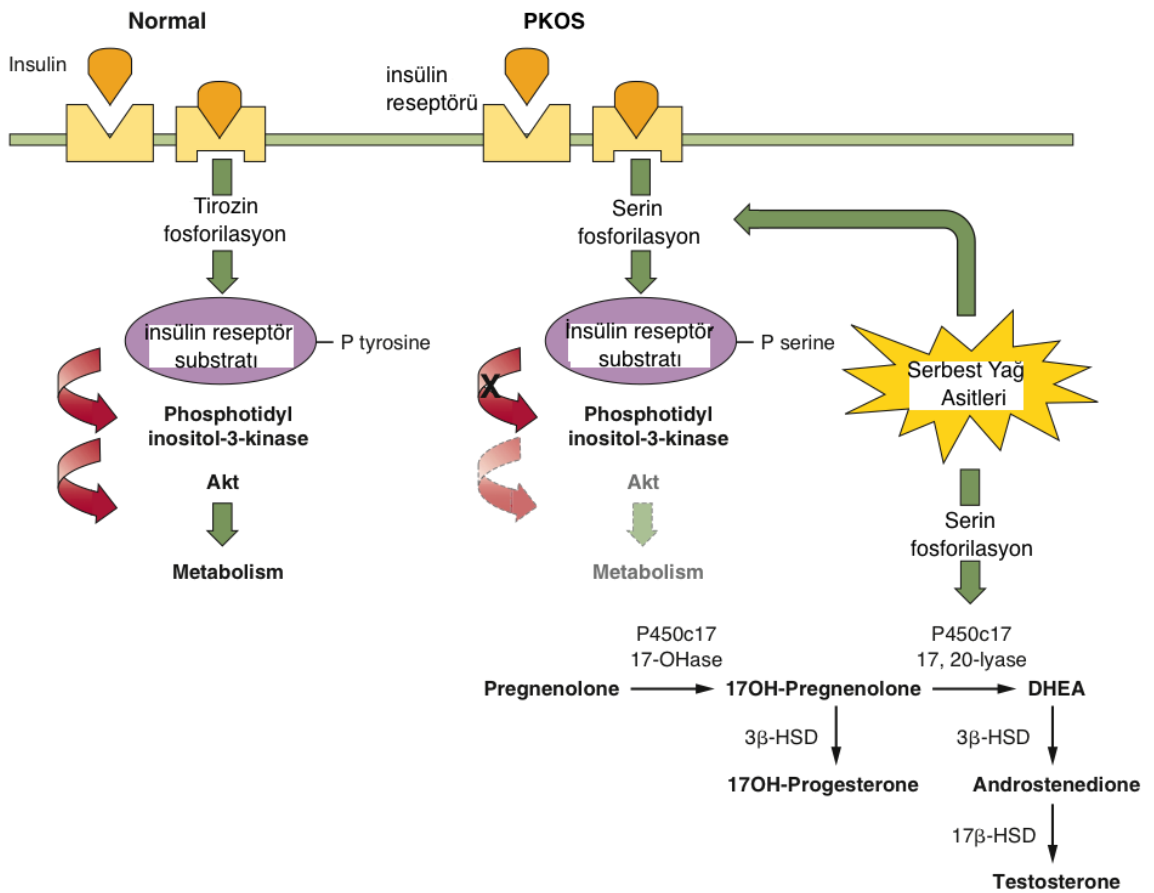 Normal
Insulin
Tirozin
fosforilasyon
insülin reseptör
substratı
P tyrosine
Phosphotidyl
inositol-3-kinase
Akt
Metabolism
PKOS
insülin
reseptörü
Serin
fosforilasyon
İnsülin reseptör
substratı
P serine
X
Phosphotidyl
inositol-3-kinase
Akt
Metabolism
Serbest Yağ
Asitleri
Serin
fosforilasyon
P450c17
17-OHase
P450c17
17, 20-lyase
Pregnenolone
17OH-Pregnenolone
DHEA
3β-HSD
3β-HSD
17OH-Progesterone
Androstenedione
17β-HSD
Testosterone